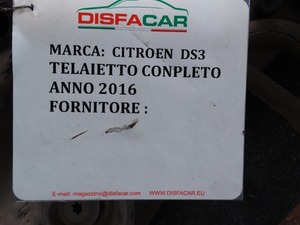 DISFACAR
MARCA: CITROEN DS3
TELAIETTO CONPLETO
ANNO 2016
FORNITORE :
E-mail: magazzino@disfacar.com WWW.DISFACAR.EU